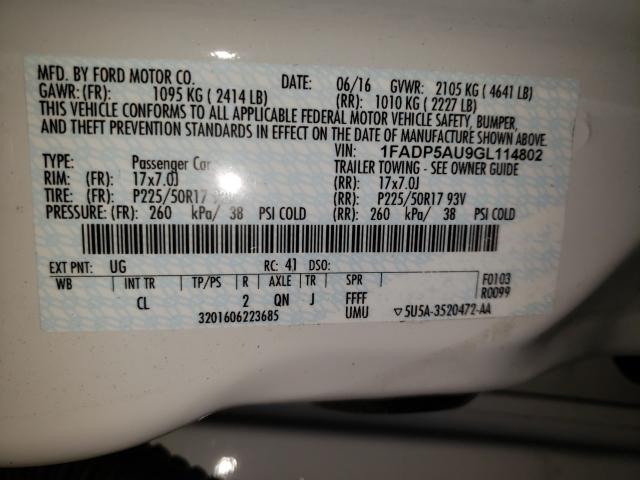 MFD. BY FORD MOTOR CO. DATE: 06/16 GVWR: 2105 KG ( 4641 LB)
GAWR: (FR): 1095 KG ( 2414 LB) (RR): 1010 KG ( 2227 LB)
THIS VEHICLE CONFORMS TO ALL APPLICABLE FEDERAL MOTOR VEHICLE SAFETY, BUMPER,
AND THEFT PREVENTION STANDARDS IN EFFECT ON THE DATE OF MANUFACTURE SHOWN ABOVE.
VIN: 1FADP5AU9GL114802
TYPE: Passenger Car TRAILER TOWING - SEE OWNER GUIDE
RIM: (FR): 17x7.0J (RR): 17x7.0J
TIRE: (FR): P225/50R17 (RR): P225/50R17 93V
PRESSURE: (FR): 260 kPa/ 38 PSI COLD (RR): 260 kPa/ 38 PSI COLD
EXT PNT: UG RC: 41 DSO:
WB INT TR TP/PS R AXLE TR SPR F0103
CL 2 QN J FFFF R0099
3201606223685 UMU ▽5U5A-3520472-AA